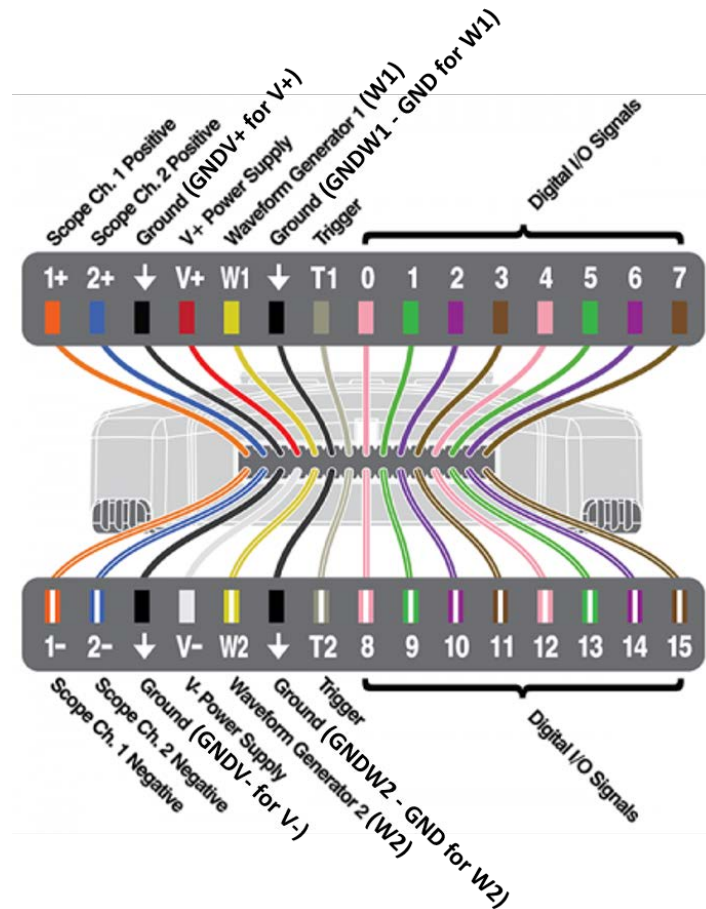 Scope Ch. 1 Positive
Scope Ch. 2 Positive
Ground (GNDV+ for V+)
V+ Power Supply
Waveform Generator 1 (W1)
Ground (GNDW1 - GND for W1)
Trigger
Digital I/O Signals
1+ 2+ ↓ V+ W1 ↓ T1 0 1 2 3 4 5 6 7
1- 2- ↓ V- W2 ↓ T2 8 9 10 11 12 13 14 15
Scope Ch. 1 Negative
Scope Ch. 2 Negative
Ground (GNDV- for V-)
V- Power Supply
Waveform Generator 2 (W2)
Ground (GNDW2 - GND for W2)
Trigger
Digital I/O Signals